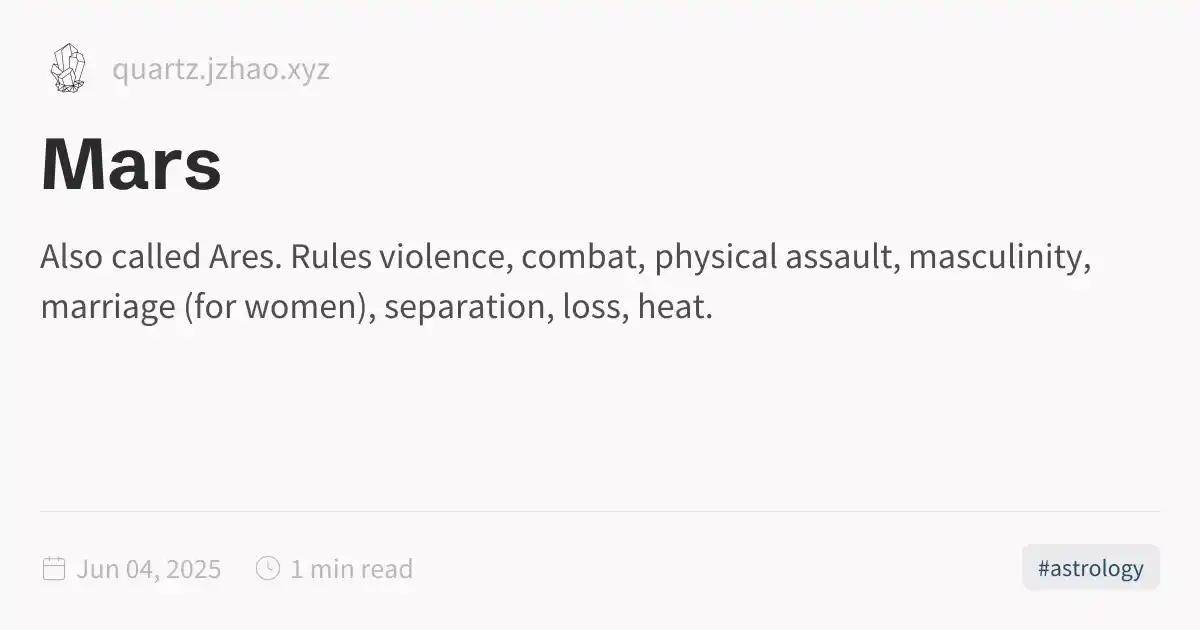 quartz.jzhao.xyz
Mars
Also called Ares. Rules violence, combat, physical assault, masculinity,
marriage (for women), separation, loss, heat.
Jun 04, 2025 1 min read #astrology